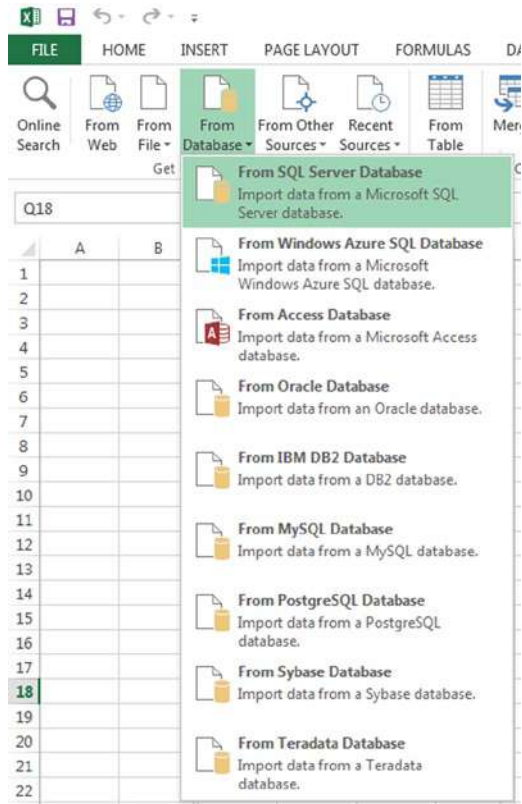 FILE HOME INSERT PAGE LAYOUT FORMULAS
Online Search
From Web
From File
From Database
From Other Sources
Recent Sources
From Table
Get
Q18
A B
From SQL Server Database
Import data from a Microsoft SQL
Server database.
From Windows Azure SQL Database
Import data from a Microsoft
Windows Azure SQL database.
From Access Database
Import data from a Microsoft Access
database.
From Oracle Database
Import data from an Oracle database.
From IBM DB2 Database
Import data from a DB2 database.
From MySQL Database
Import data from a MySQL database.
From PostgreSQL Database
Import data from a PostgreSQL
database.
From Sybase Database
Import data from a Sybase database.
From Teradata Database
Import data from a Teradata
database.
1
2
3
4
5
6
7
8
9
10
11
12
13
14
15
16
17
18
19
20
21
22